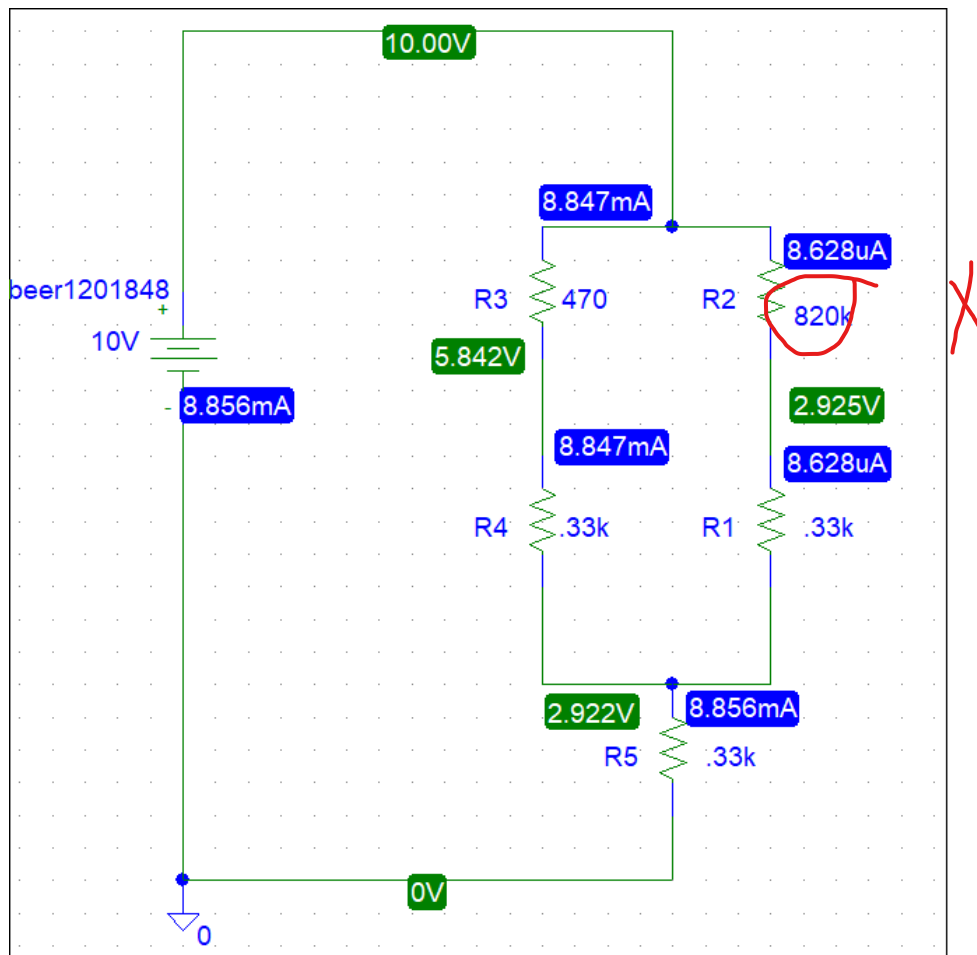 10.00V
8.847mA
8.628uA
beer1201848
+
R3
470
R2
820k
10V
5.842V
-
8.856mA
2.925V
8.847mA
8.628uA
R4
.33k
R1
.33k
2.922V
8.856mA
R5
.33k
0V
0
X